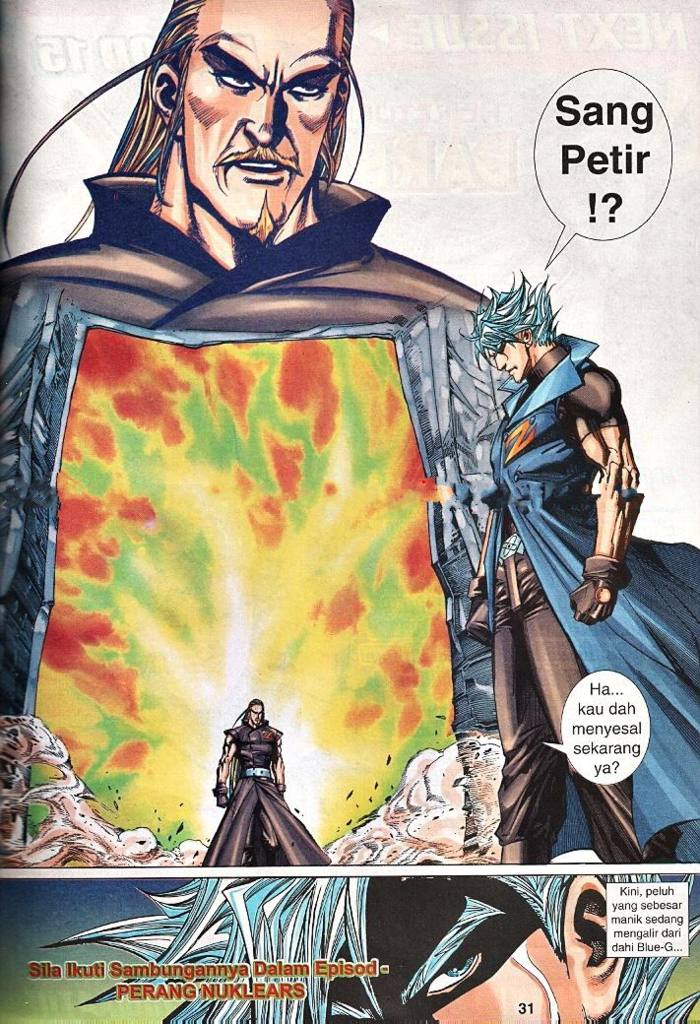 NEXT ISSUE
Sang
Petir
!?
Ha...
kau dah
menyesal
sekarang
ya?
Kini, peluh
yang sebesar
manik sedang
mengalir dari
dahi Blue-G...
Sila Ikuti Sambungannya Dalam Episod -
PERANG NUKLEARS
31